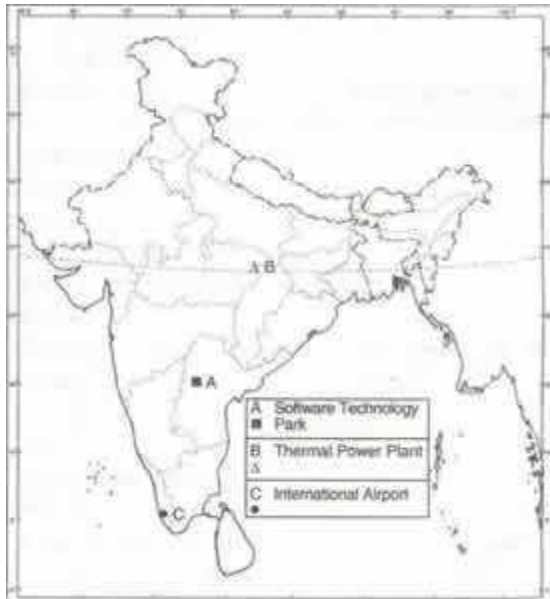 B
A
A Software Technology
Park
B Thermal Power Plant
C International Airport
C